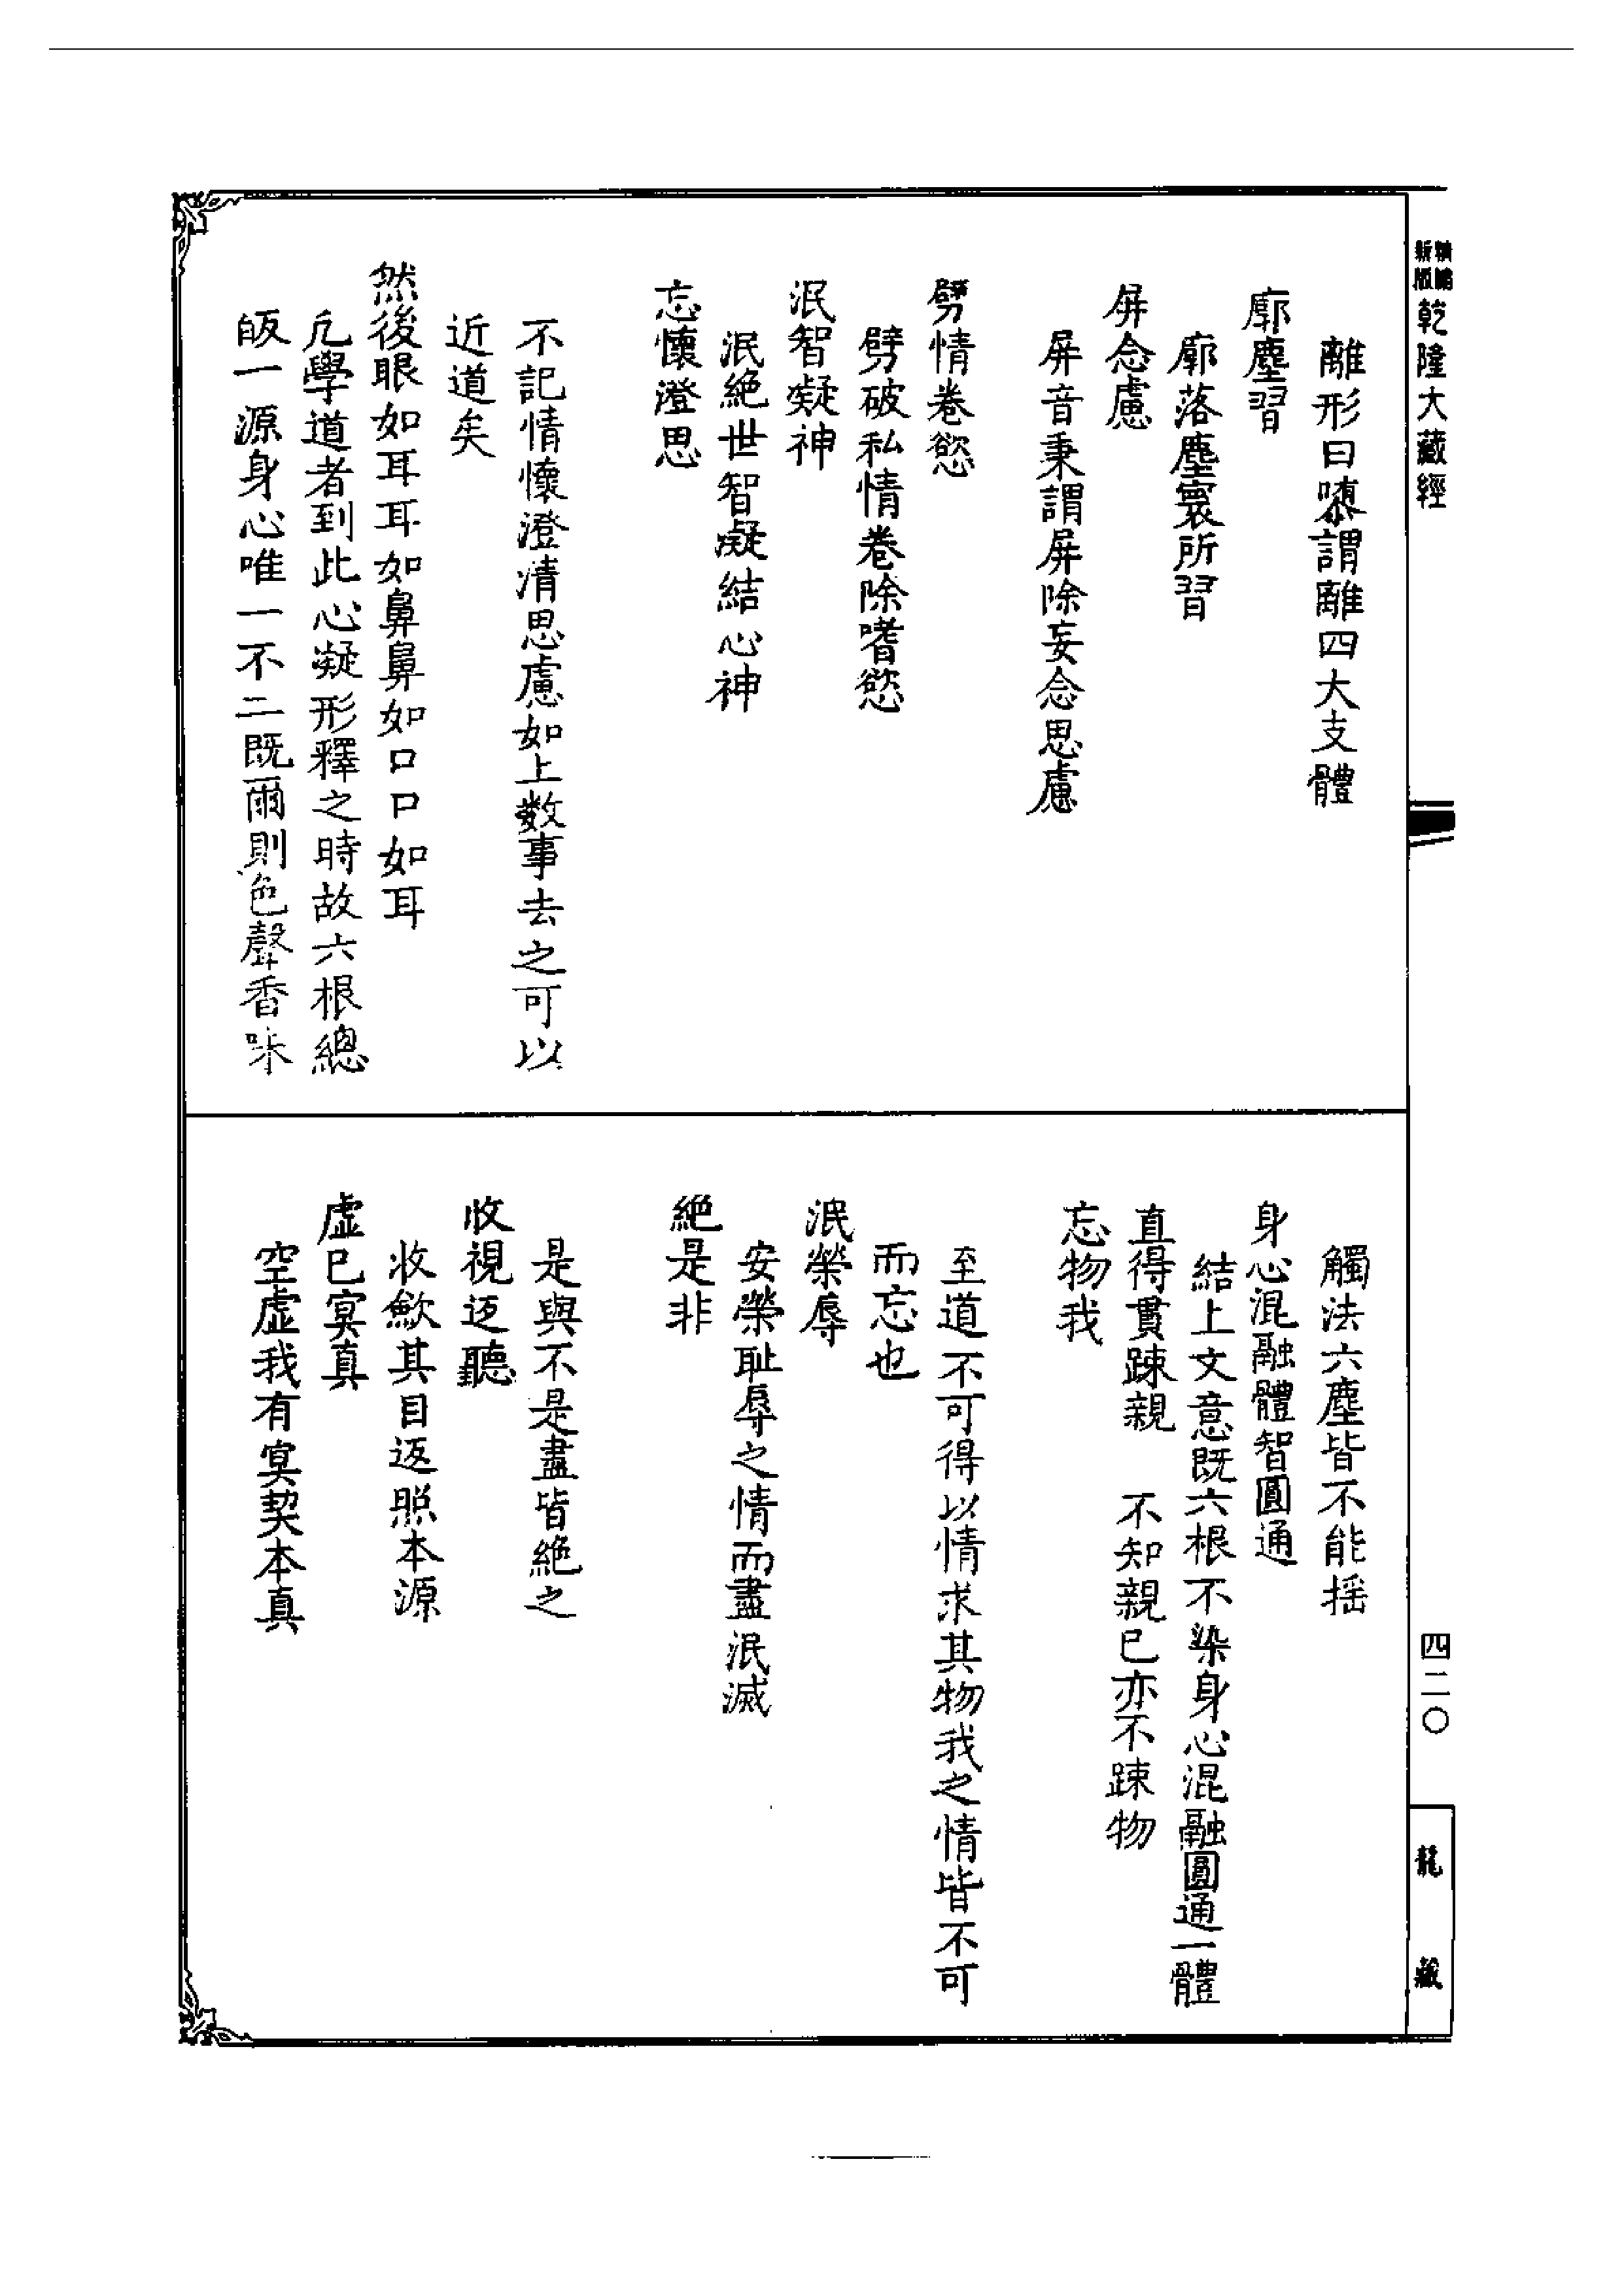 精編
新版
乾隆大藏經
離形曰隳謂離四大支體
廓塵習
廓落塵寰所習
屏念慮
屏音秉謂屏除妄念思慮
劈情卷慾
劈破私情卷除嗜慾
泯智凝神
泯絕世智凝結心神
忘懷澄思
不記情懷澄清思慮如上數事去之可以
近道矣
然後眼如耳耳如鼻鼻如口口如耳
凡學道者到此心凝形釋之時故六根總
皈一源身心唯一不二既爾則色聲香味
觸法六塵皆不能搖
身心混融體智圓通
結上文意既六根不染身心混融圓通一體
直得貫踈親 不知親已亦不踈物
忘物我
至道不可得以情求其物我之情皆不可
而忘也
泯榮辱
安榮恥辱之情而盡泯滅
絕是非
是與不是盡皆絕之
收視返聽
收歛其目返照本源
虛已冥真
空虛我有冥契本真
四二〇
龍藏